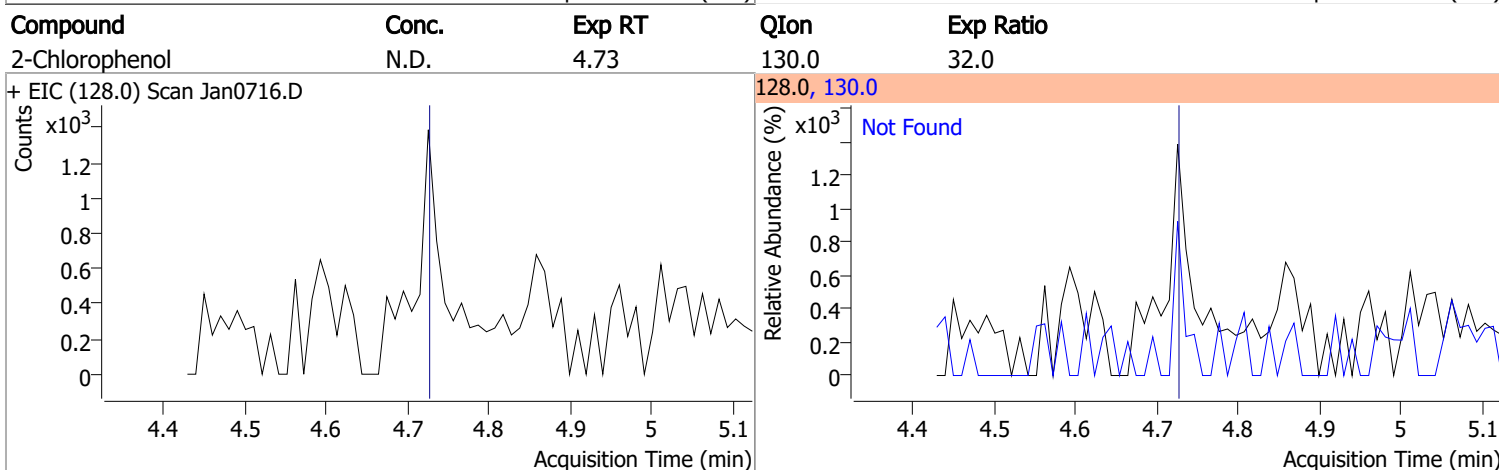 Compound Conc. Exp RT QIon Exp Ratio
2-Chlorophenol N.D. 4.73 130.0 32.0
+ EIC (128.0) Scan Jan0716.D
128.0, 130.0
Counts
x10³
1.2
1
0.8
0.6
0.4
0.2
0
4.4 4.5 4.6 4.7 4.8 4.9 5 5.1
Acquisition Time (min)
Relative Abundance (%)
x10³
Not Found
1.2
1
0.8
0.6
0.4
0.2
0
4.4 4.5 4.6 4.7 4.8 4.9 5 5.1
Acquisition Time (min)